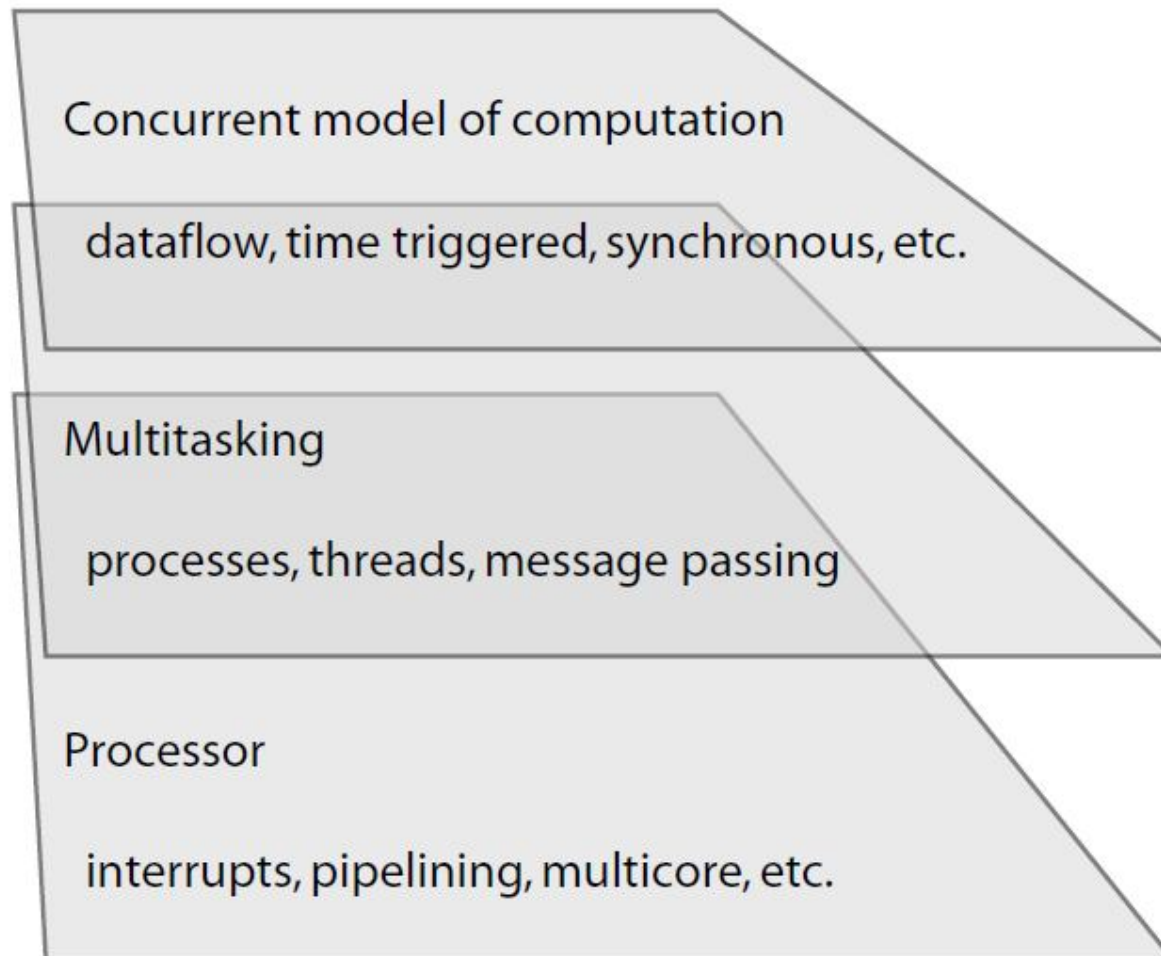 Concurrent model of computation
dataflow, time triggered, synchronous, etc.
Multitasking
processes, threads, message passing
Processor
interrupts, pipelining, multicore, etc.